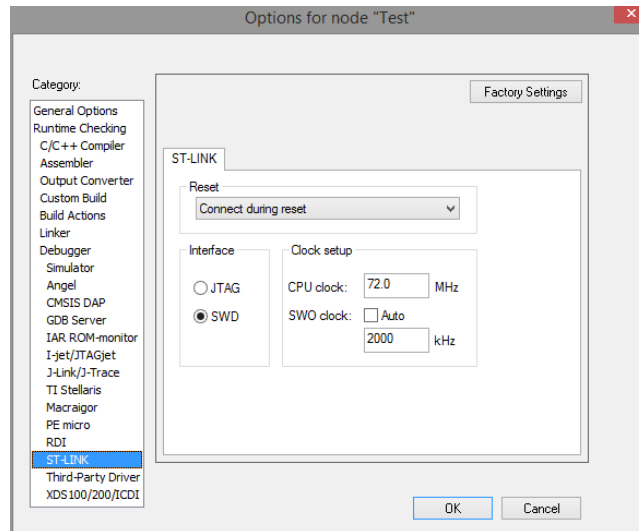 Options for node "Test"
Category:
General Options
Runtime Checking
C/C++ Compiler
Assembler
Output Converter
Custom Build
Build Actions
Linker
Debugger
Simulator
Angel
CMSIS DAP
GDB Server
IAR ROM-monitor
I-jet/JTAGjet
J-Link/J-Trace
TI Stellaris
Macraigor
PE micro
RDI
ST-LINK
Third-Party Driver
XDS100/200/ICDI
Factory Settings
ST-LINK
Reset
Connect during reset
Interface
JTAG
SWD
Clock setup
CPU clock: 72.0 MHz
SWO clock: Auto
2000 kHz
OK Cancel